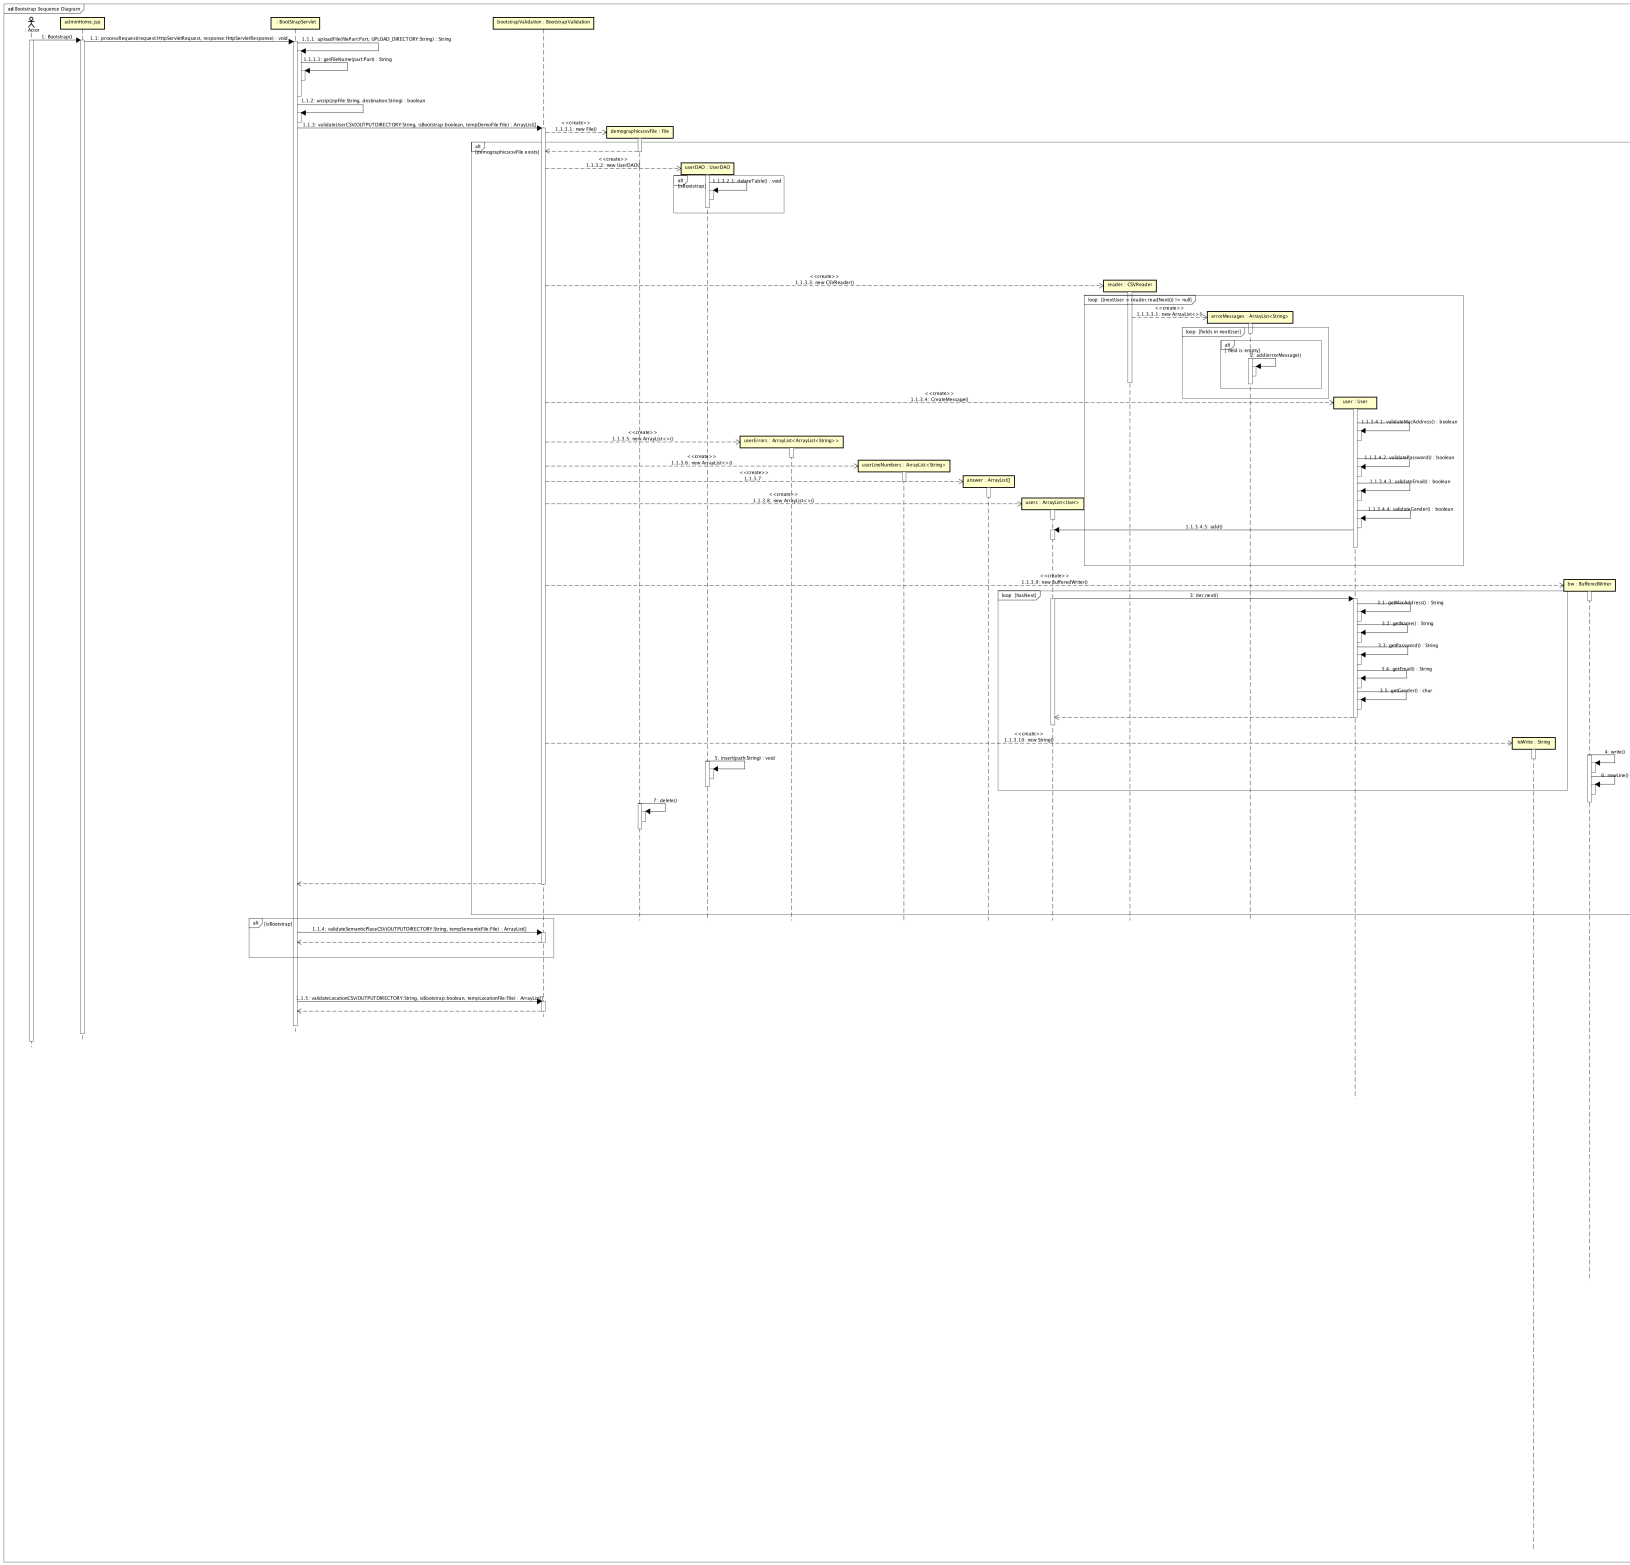 sd Bootstrap Sequence Diagram
: Actor
adminHome.jsp
: BootStrapServlet
bootstrapValidation : BootstrapValidation
1: Bootstrap()
1.1: processRequest(request:HttpServletRequest, response:HttpServletResponse) : void
1.1.1: uploadFile(filePart:Part, UPLOAD_DIRECTORY:String) : String
1.1.1.1: getFileName(part:Part) : String
1.1.2: unzip(zipFile:String, destination:String) : boolean
1.1.3: validateUserCSV(OUTPUTDIRECTORY:String, isBootstrap:boolean, tempDemoFile:File) : ArrayList[]
<<create>>
1.1.3.1: new File()
demographicscsvFile : File
alt
[demographicscsvFile exists]
<<create>>
1.1.3.2: new UserDAO()
userDAO : UserDAO
alt
[isBootstrap]
1.1.3.2.1: deleteTable() : void
<<create>>
1.1.3.3: new CSVReader()
reader : CSVReader
loop [(nextUser = reader.readNext()) != null]
<<create>>
1.1.3.3.1: new ArrayList<>()
errorMessages : ArrayList<String>
loop [fields in nextUser]
alt
[field is empty]
2: add(errorMessage)
<<create>>
1.1.3.4: CreateMessage()
user : User
1.1.3.4.1: validateMacAddress() : boolean
<<create>>
1.1.3.5: new ArrayList<>()
userErrors : ArrayList<ArrayList<String>>
1.1.3.4.2: validatePassword() : boolean
<<create>>
1.1.3.6: new ArrayList<>()
userLineNumbers : ArrayList<String>
<<create>>
1.1.3.7:
answer : ArrayList[]
1.1.3.4.3: validateEmail() : boolean
<<create>>
1.1.3.8: new ArrayList<>()
users : ArrayList<User>
1.1.3.4.4: validateGender() : boolean
1.1.3.4.5: add()
<<create>>
1.1.3.9: new BufferedWriter()
bw : BufferedWriter
loop [hasNext]
3: iter.next()
3.1: getMacAddress() : String
3.2: getName() : String
3.3: getPassword() : String
3.4: getEmail() : String
3.5: getGender() : char
<<create>>
1.1.3.10: new String()
toWrite : String
4: write()
5: insert(path:String) : void
6: newLine()
7: delete()
alt
[isBootstrap]
1.1.4: validateSemanticPlaceCSV(OUTPUTDIRECTORY:String, tempSemanticFile:File) : ArrayList[]
1.1.5: validateLocationCSV(OUTPUTDIRECTORY:String, isBootstrap:boolean, tempLocationFile:File) : ArrayList[]